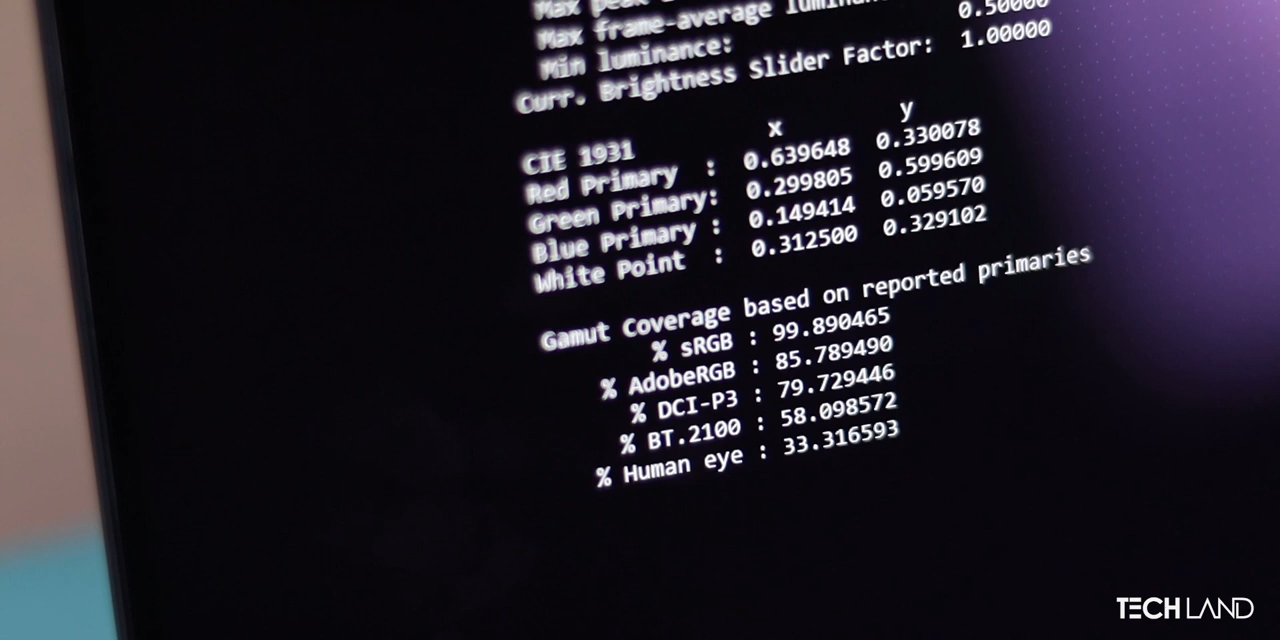 Max peak
Max frame-average luminan
Min luminance: 0.50000
Curr. Brightness Slider Factor: 1.00000
x y
CIE 1931
Red Primary : 0.639648 0.330078
Green Primary: 0.299805 0.599609
Blue Primary : 0.149414 0.059570
White Point : 0.312500 0.329102
Gamut Coverage based on reported primaries
% sRGB : 99.890465
% AdobeRGB : 85.789490
% DCI-P3 : 79.729446
% BT.2100 : 58.098572
% Human eye : 33.316593
TECHLAND